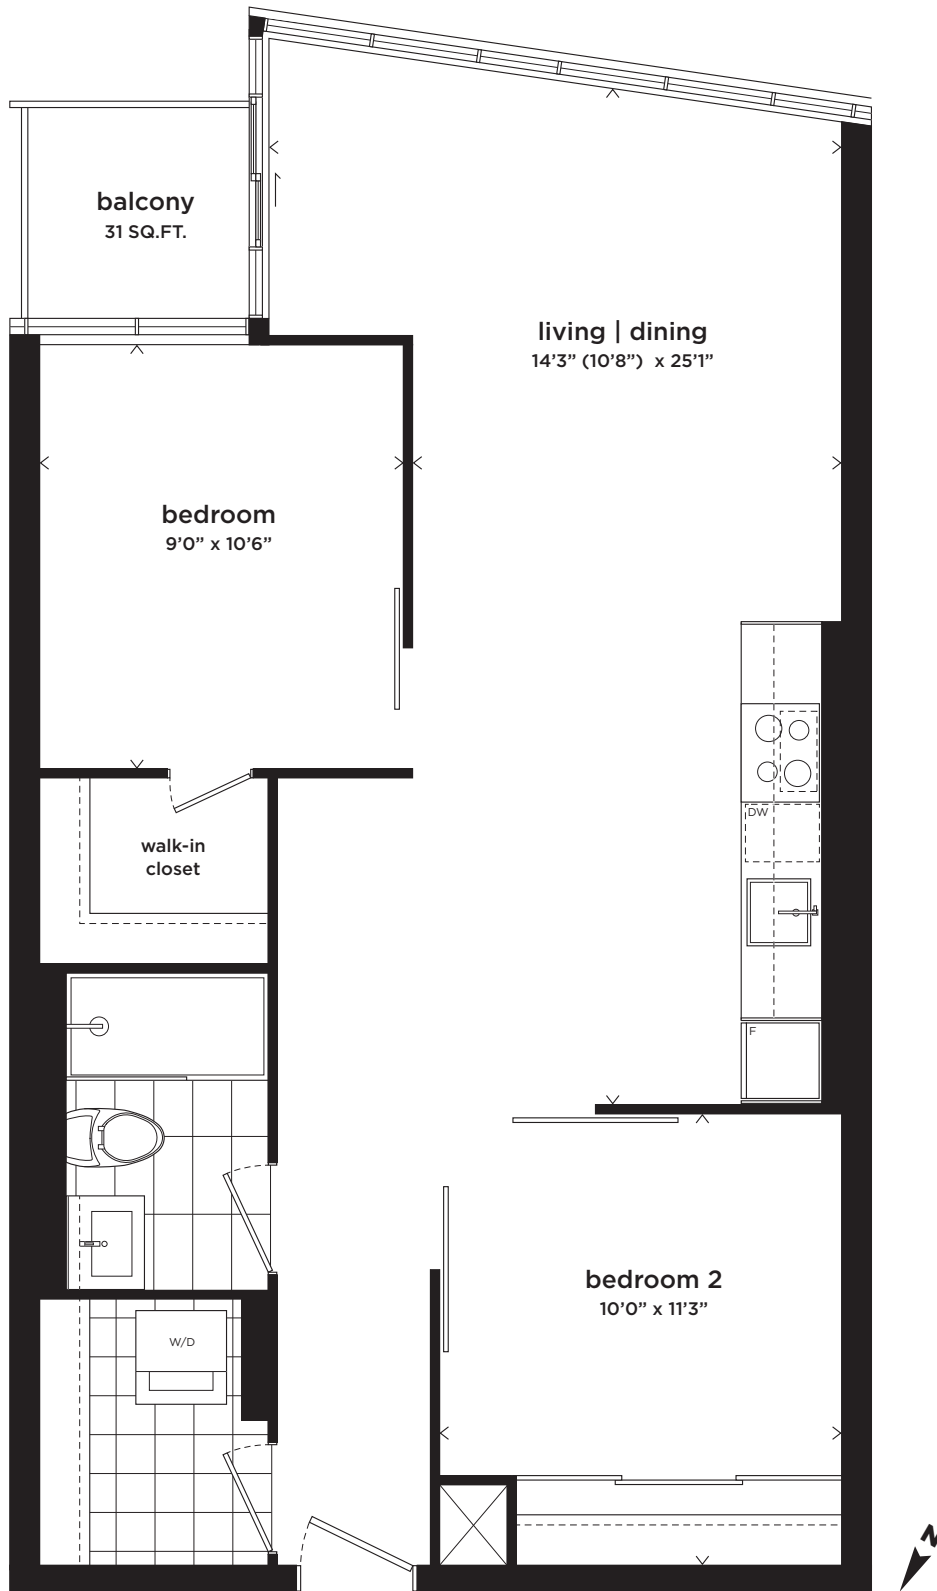 balcony
31 SQ.FT.
living | dining
14’3” (10’8”) x 25’1”
bedroom
9’0” x 10’6”
DW
walk-in
closet
F
bedroom 2
10’0” x 11’3”
W/D
N